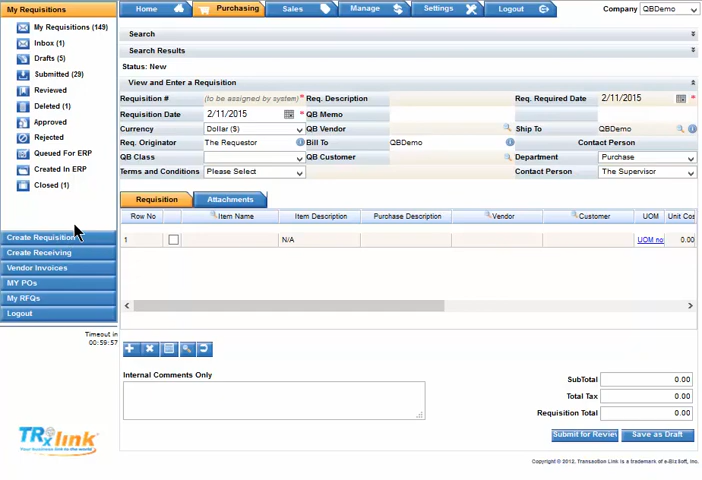 My Requisitions
My Requisitions (149)
Inbox (1)
Drafts (5)
Submitted (29)
Reviewed
Deleted (1)
Approved
Rejected
Queued For ERP
Created In ERP
Closed (1)
Create Requisition
Create Receiving
Vendor Invoices
MY POs
My RFQs
Logout
Timeout in
00:59:57
TRxlink
Your business link to the world
Home Purchasing Sales Manage Settings Logout Company QBDemo
Search
Search Results
Status: New
View and Enter a Requisition
Requisition # (to be assigned by system) * Req. Description Req. Required Date 2/11/2015 *
Requisition Date 2/11/2015 * QB Memo
Currency Dollar ($) QB Vendor Ship To QBDemo
Req. Originator The Requestor Bill To QBDemo Contact Person
QB Class QB Customer Department Purchase
Terms and Conditions Please Select Contact Person The Supervisor
Requisition Attachments
Row No Item Name Item Description Purchase Description Vendor Customer UOM Unit Cos
1 N/A UOM no 0.00
Internal Comments Only
SubTotal 0.00
Total Tax 0.00
Requisition Total 0.00
Submit for Review Save as Draft
Copyright © 2012. Transaction Link is a trademark of e-Biz Soft, Inc.